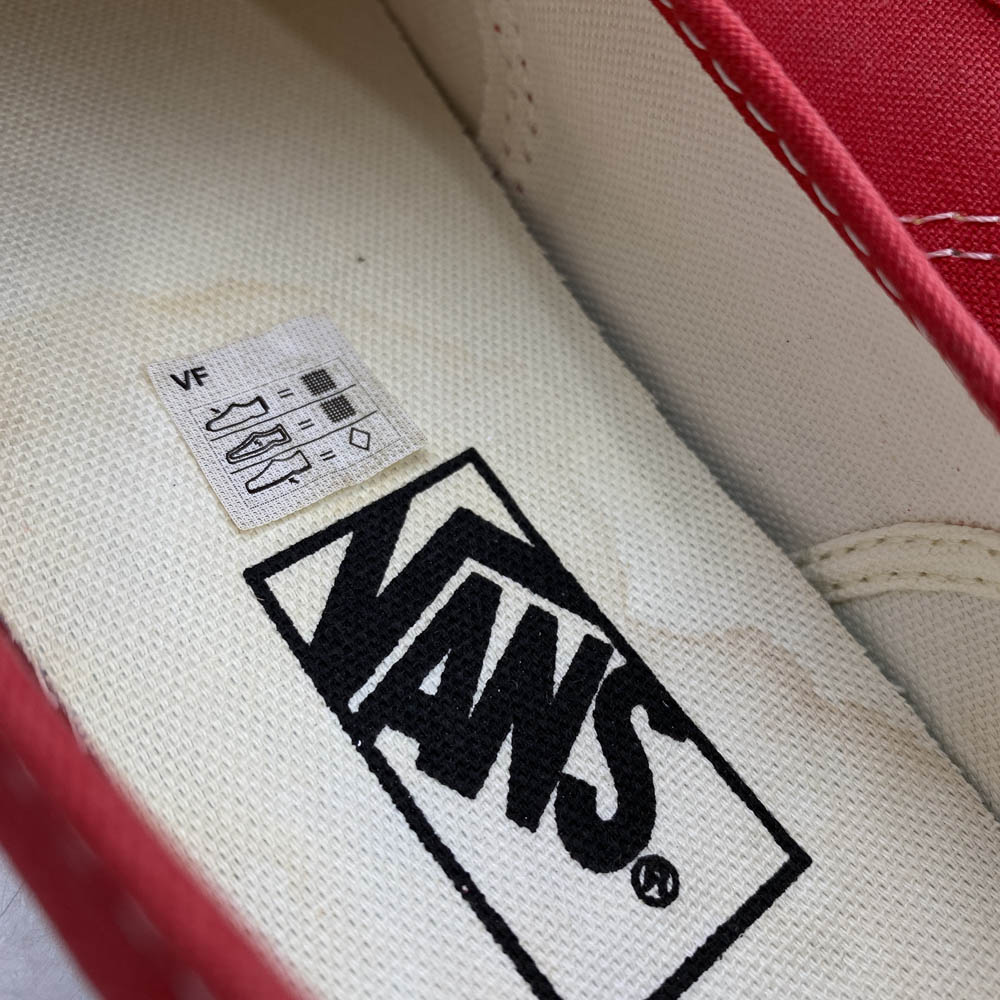 VF
=
=
=
VANS®